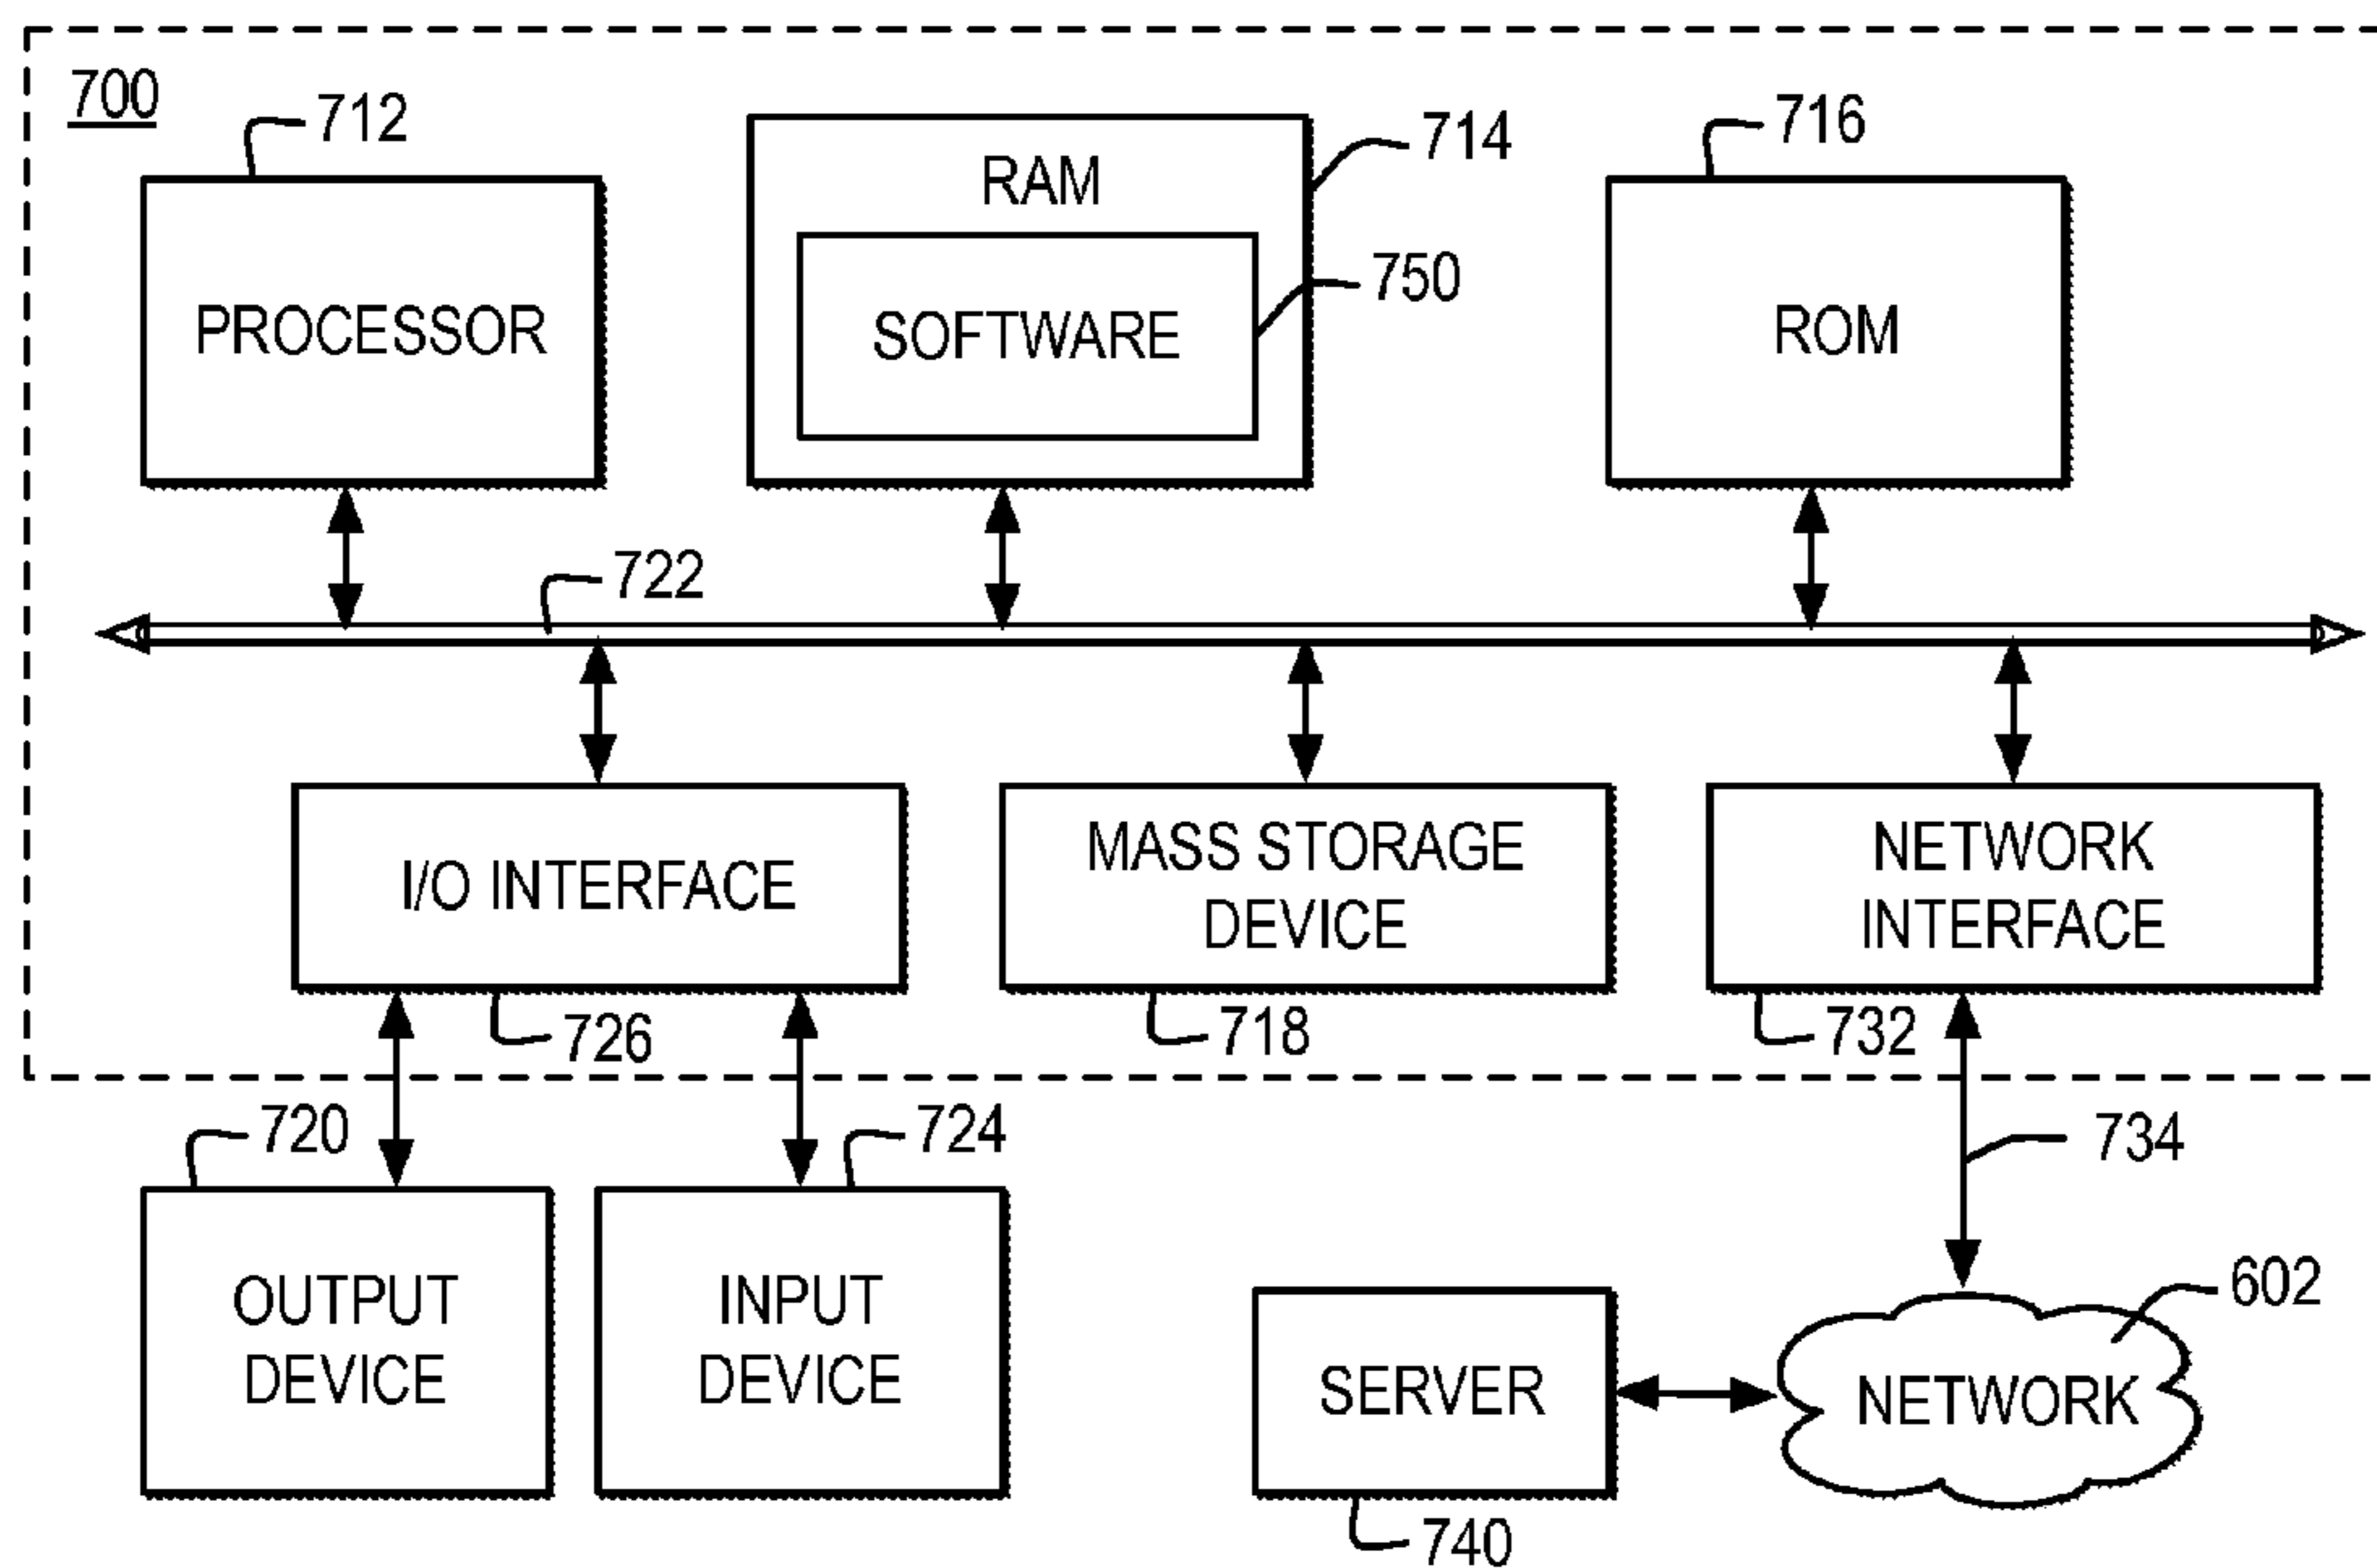 700
712
714
716
RAM
750
PROCESSOR
SOFTWARE
ROM
722
I/O INTERFACE
MASS STORAGE
DEVICE
NETWORK
INTERFACE
726
718
732
720
724
734
OUTPUT
DEVICE
INPUT
DEVICE
602
SERVER
NETWORK
740